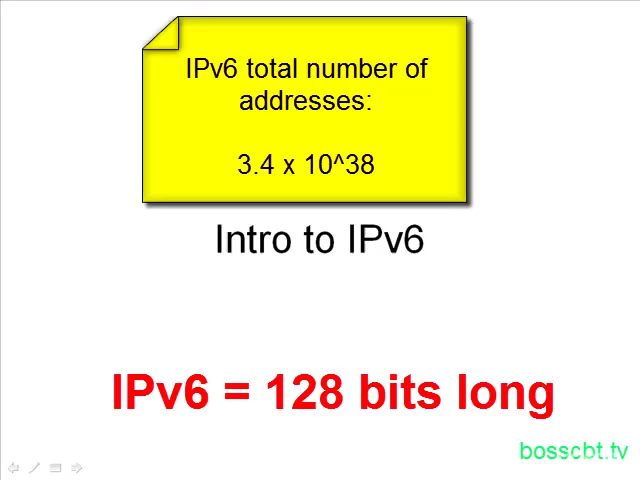 IPv6 total number of
addresses:
3.4 x 10^38
Intro to IPv6
IPv6 = 128 bits long
bosscbt.tv